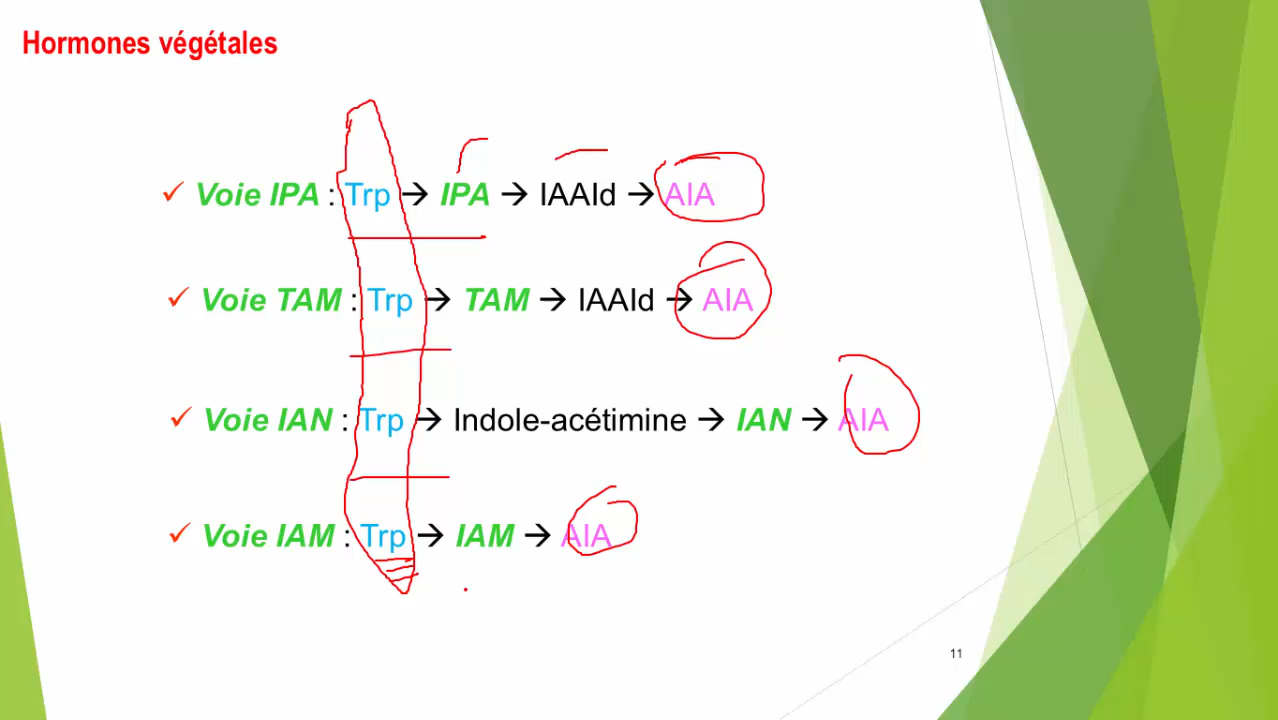 Hormones végétales
✓ Voie IPA : Trp → IPA → IAAld → AIA
✓ Voie TAM : Trp → TAM → IAAld → AIA
✓ Voie IAN : Trp → Indole-acétimine → IAN → AIA
✓ Voie IAM : Trp → IAM → AIA
11